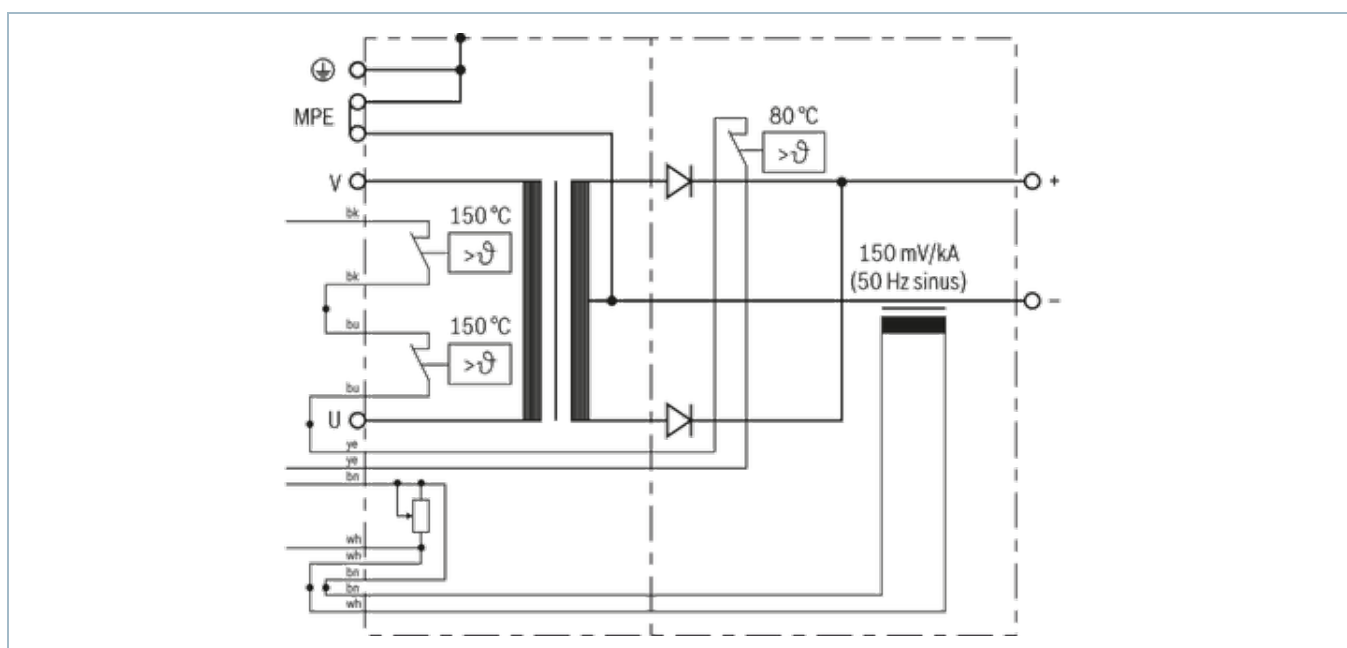 MPE
80 °C
>ϑ
V
+
bk
150 °C
>ϑ
150 mV/kA
(50 Hz sinus)
bk
−
bu
150 °C
>ϑ
bu
U
ye
ye
bn
wh
wh
bn
bn
wh